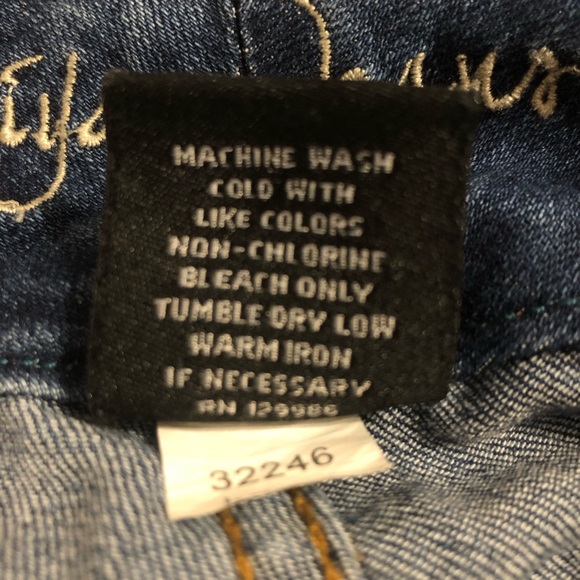 Jeans
MACHINE WASH
COLD WITH
LIKE COLORS
NON-CHLORINE
BLEACH ONLY
TUMBLE DRY LOW
WARM IRON
IF NECESSARY
RN 129986
32246